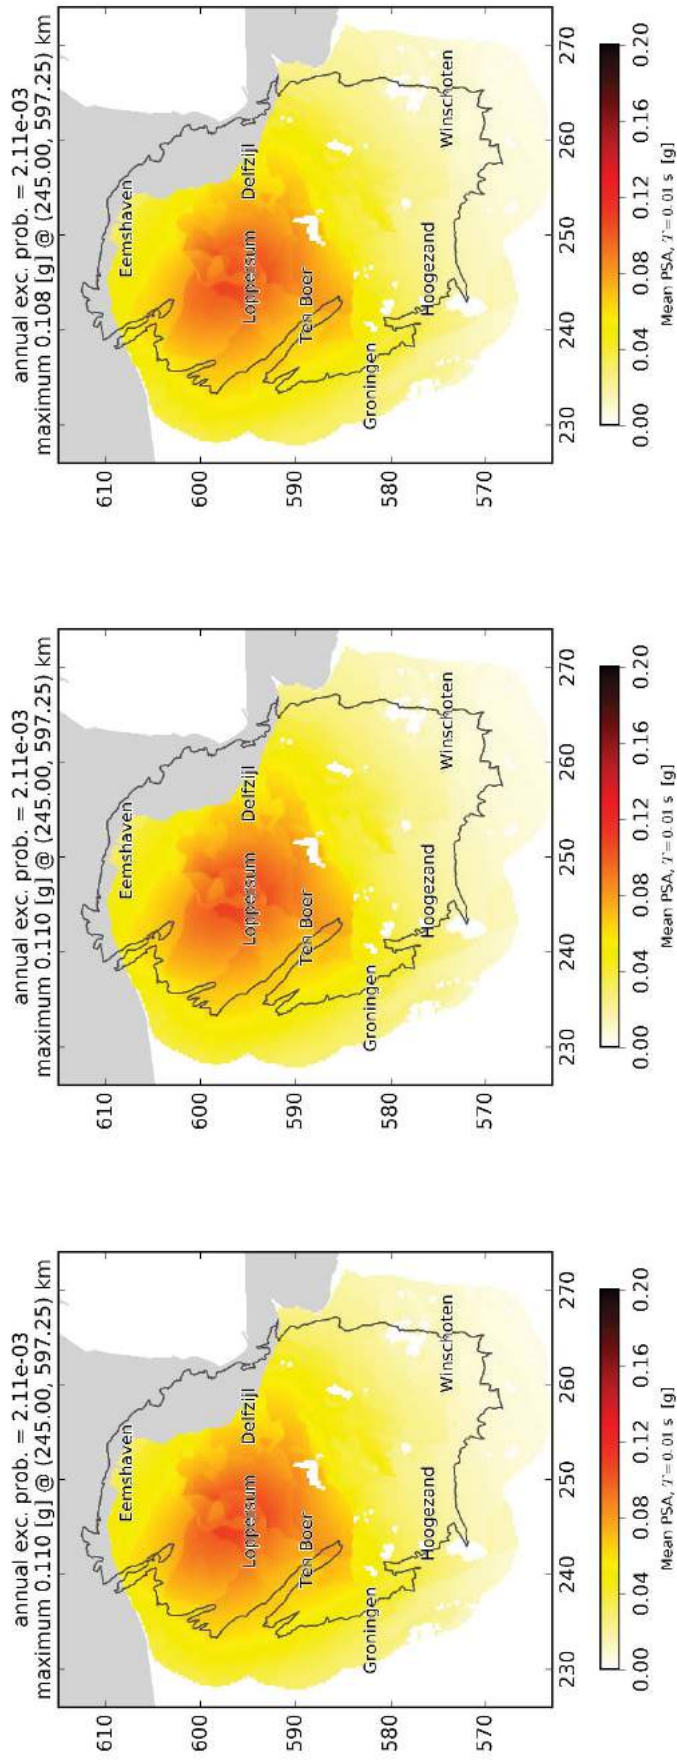 annual exc. prob. = 2.11e-03
maximum 0.110 [g] @ (245.00, 597.25) km
610
600
590
580
570
Eemshaven
Delfzijl
Loppersum
Ten Boer
Groningen
Hoogezand
Winschoten
230 240 250 260 270
0.00 0.04 0.08 0.12 0.16 0.20
Mean PSA, T = 0.01 s [g]
annual exc. prob. = 2.11e-03
maximum 0.110 [g] @ (245.00, 597.25) km
610
600
590
580
570
Eemshaven
Delfzijl
Loppersum
Ten Boer
Groningen
Hoogezand
Winschoten
230 240 250 260 270
0.00 0.04 0.08 0.12 0.16 0.20
Mean PSA, T = 0.01 s [g]
annual exc. prob. = 2.11e-03
maximum 0.108 [g] @ (245.00, 597.25) km
610
600
590
580
570
Eemshaven
Delfzijl
Loppersum
Ten Boer
Groningen
Hoogezand
Winschoten
230 240 250 260 270
0.00 0.04 0.08 0.12 0.16 0.20
Mean PSA, T = 0.01 s [g]